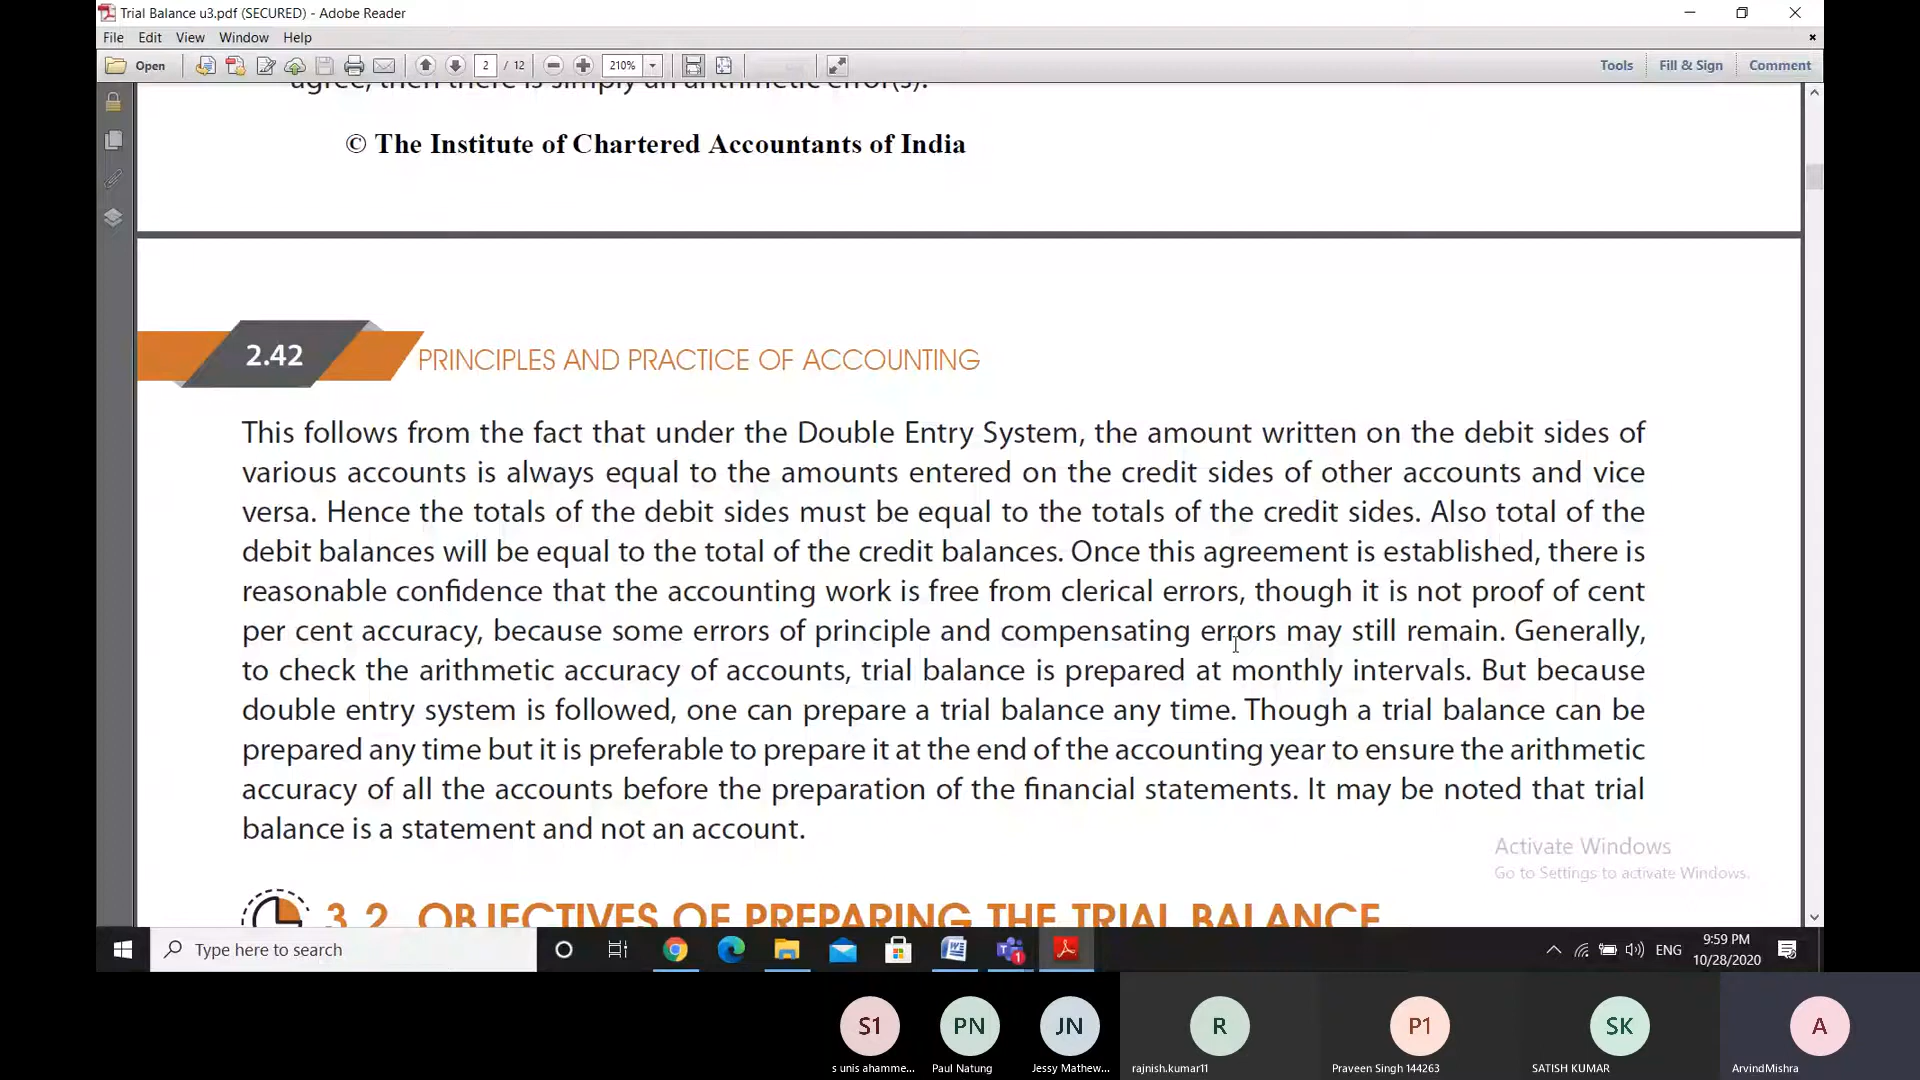 Trial Balance u3.pdf (SECURED) - Adobe Reader
File Edit View Window Help
Open 2 / 12 210% Tools Fill & Sign Comment
agree, then there is simply an arithmetic error(s).
© The Institute of Chartered Accountants of India
2.42 PRINCIPLES AND PRACTICE OF ACCOUNTING
This follows from the fact that under the Double Entry System, the amount written on the debit sides of
various accounts is always equal to the amounts entered on the credit sides of other accounts and vice
versa. Hence the totals of the debit sides must be equal to the totals of the credit sides. Also total of the
debit balances will be equal to the total of the credit balances. Once this agreement is established, there is
reasonable confidence that the accounting work is free from clerical errors, though it is not proof of cent
per cent accuracy, because some errors of principle and compensating errors may still remain. Generally,
to check the arithmetic accuracy of accounts, trial balance is prepared at monthly intervals. But because
double entry system is followed, one can prepare a trial balance any time. Though a trial balance can be
prepared any time but it is preferable to prepare it at the end of the accounting year to ensure the arithmetic
accuracy of all the accounts before the preparation of the financial statements. It may be noted that trial
balance is a statement and not an account.
Activate Windows
Go to Settings to activate Windows.
3.2 OBJECTIVES OF PREPARING THE TRIAL BALANCE
Type here to search
1
ENG
9:59 PM
10/28/2020
S1 PN JN R P1 SK A
s unis ahamme... Paul Natung Jessy Mathew... rajnish.kumar11 Praveen Singh 144263 SATISH KUMAR ArvindMishra